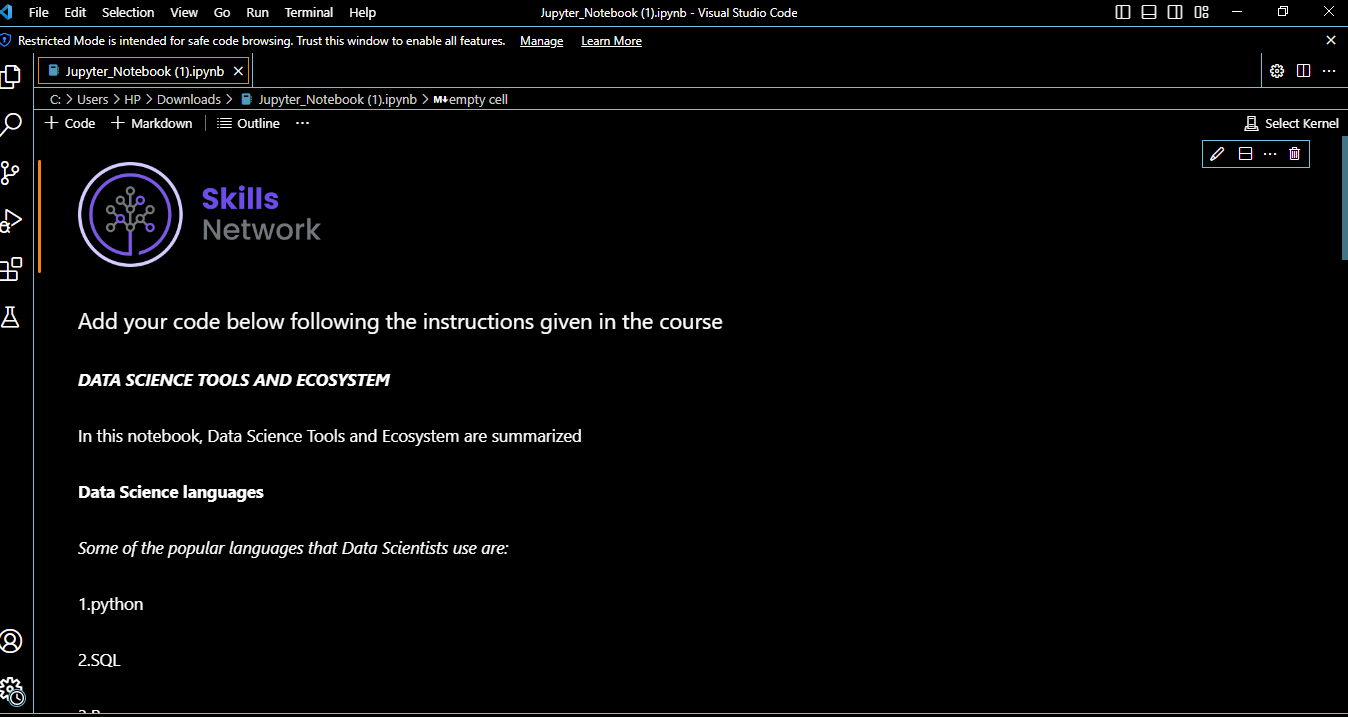 File Edit Selection View Go Run Terminal Help Jupyter_Notebook (1).ipynb - Visual Studio Code
Restricted Mode is intended for safe code browsing. Trust this window to enable all features. Manage Learn More
Jupyter_Notebook (1).ipynb
C: > Users > HP > Downloads > Jupyter_Notebook (1).ipynb > M↓empty cell
+ Code + Markdown Outline ... Select Kernel
Skills
Network
Add your code below following the instructions given in the course
DATA SCIENCE TOOLS AND ECOSYSTEM
In this notebook, Data Science Tools and Ecosystem are summarized
Data Science languages
Some of the popular languages that Data Scientists use are:
1.python
2.SQL